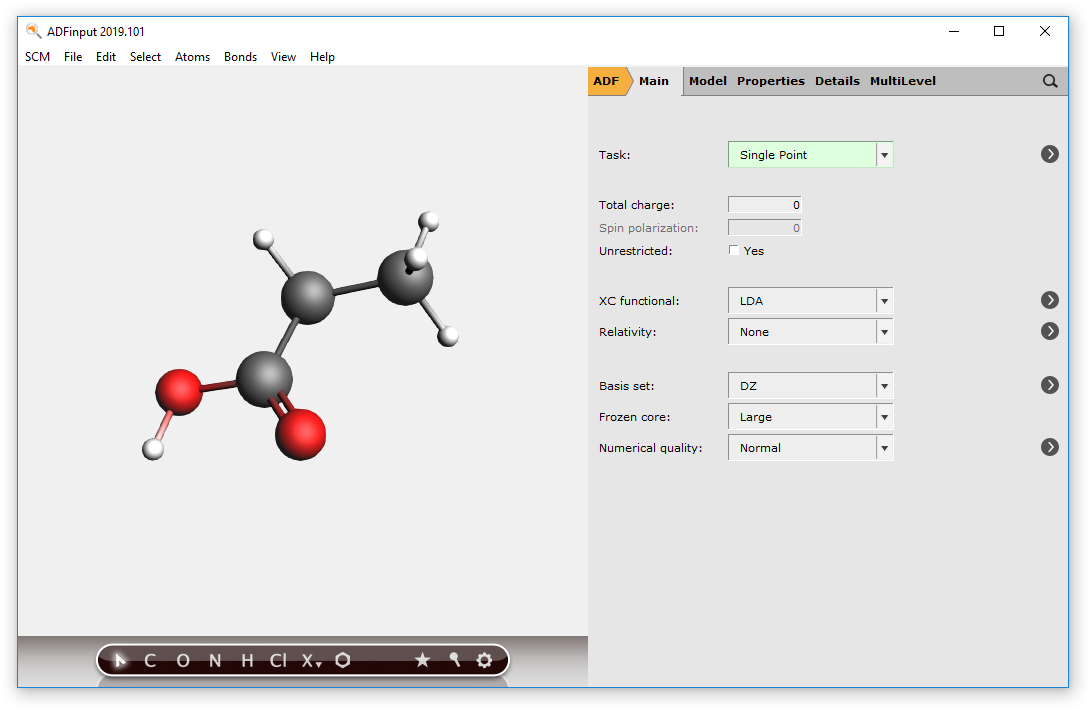 ADFinput 2019.101
SCM File Edit Select Atoms Bonds View Help
ADF Main Model Properties Details MultiLevel
Task: Single Point
Total charge: 0
Spin polarization: 0
Unrestricted: Yes
XC functional: LDA
Relativity: None
Basis set: DZ
Frozen core: Large
Numerical quality: Normal
C O N H Cl X